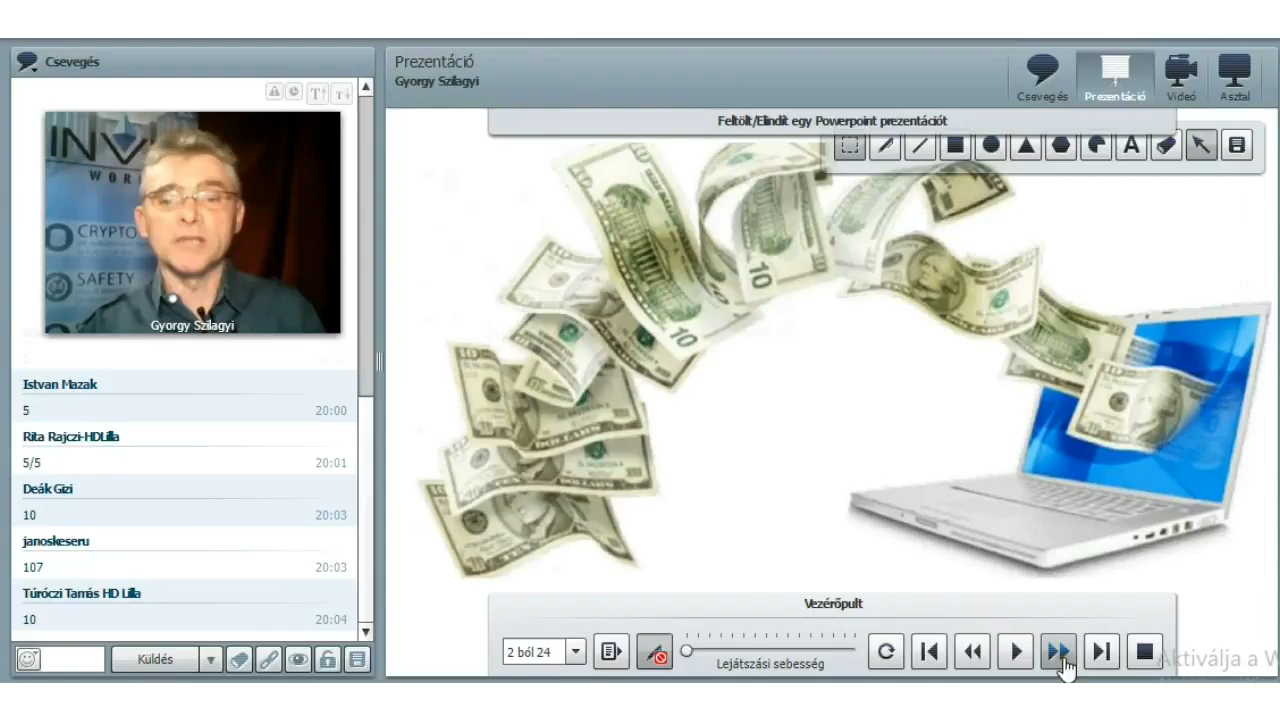 Csevegés
INV
WOR
CRYPTO
SAFETY
Gyorgy Szilagyi
Istvan Mazak
5 20:00
Rita Rajczi-HDLilla
5/5 20:01
Deák Gizi
10 20:03
janoskeseru
107 20:03
Túróczi Tamás HD Lilla
10 20:04
Küldés
Prezentáció
Gyorgy Szilagyi
Csevegés Prezentáció Videó Asztal
Feltölt/Elindít egy Powerpoint prezentációt
Vezérőpult
2 ból 24
Lejátszási sebesség
Aktiválja a W